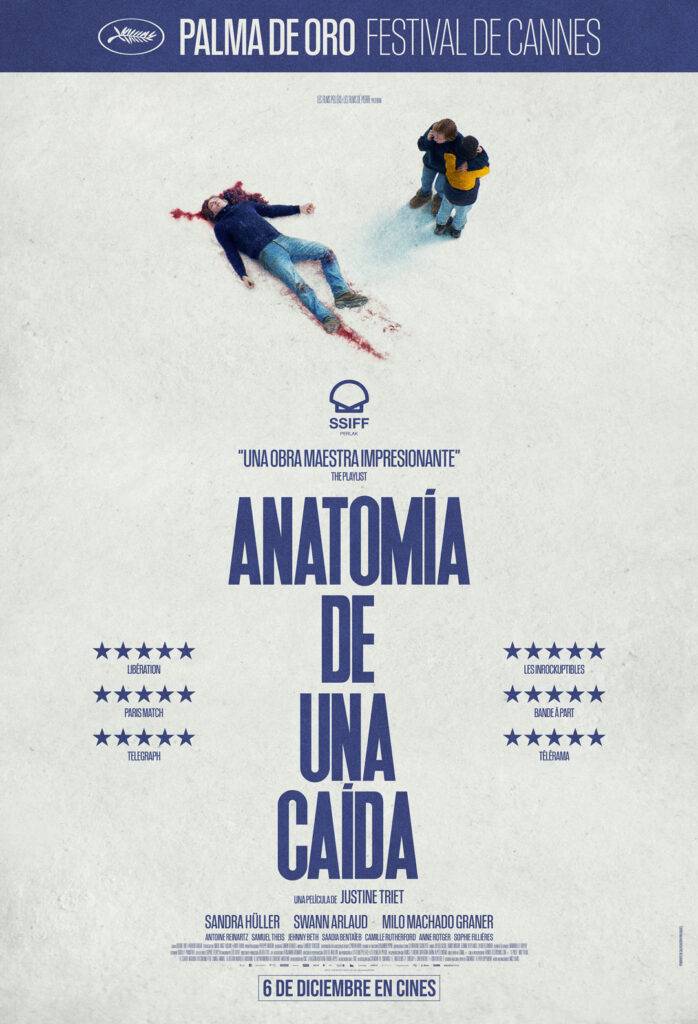 PALMA DE ORO FESTIVAL DE CANNES
SSIFF
PERLAK
"UNA OBRA MAESTRA IMPRESIONANTE"
THE PLAYLIST
ANATOMÍA
DE
UNA
CAÍDA
★★★★★
LIBÉRATION
★★★★★
PARIS MATCH
★★★★★
TELEGRAPH
★★★★★
LES INROCKUPTIBLES
★★★★★
BANDE À PART
★★★★★
TÉLÉRAMA
UNA PELÍCULA DE JUSTINE TRIET
SANDRA HÜLLER SWANN ARLAUD MILO MACHADO GRANER
ANTOINE REINARTZ SAMUEL THEIS JEHNNY BETH SAADIA BENTAÏEB CAMILLE RUTHERFORD ANNE ROTGER SOPHIE FILLIÈRES
6 DE DICIEMBRE EN CINES